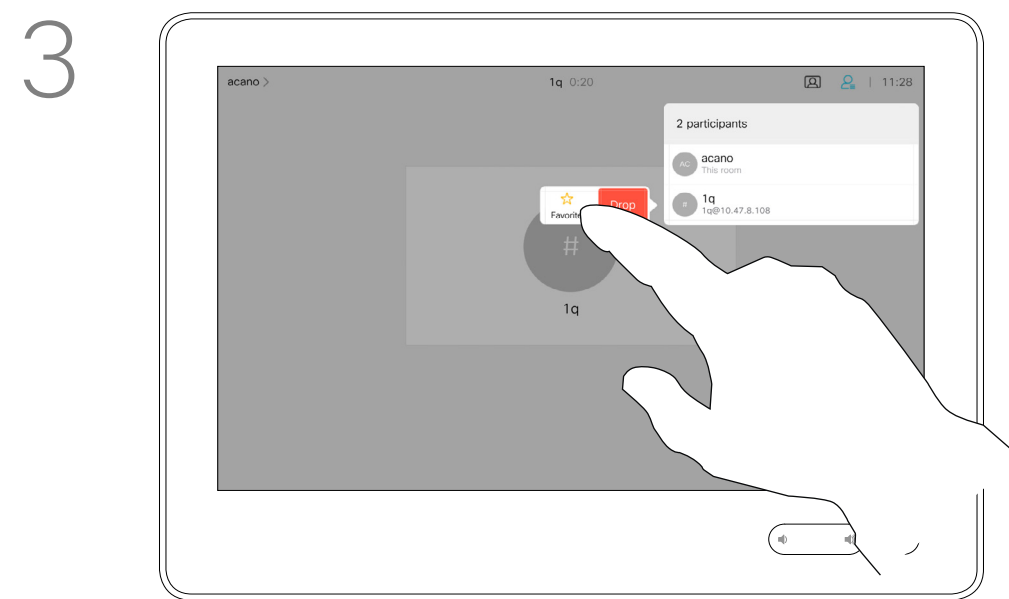 3
acano >
1q 0:20
11:28
2 participants
AC
acano
This room
#
1q
1q@10.47.8.108
Drop
#
1q